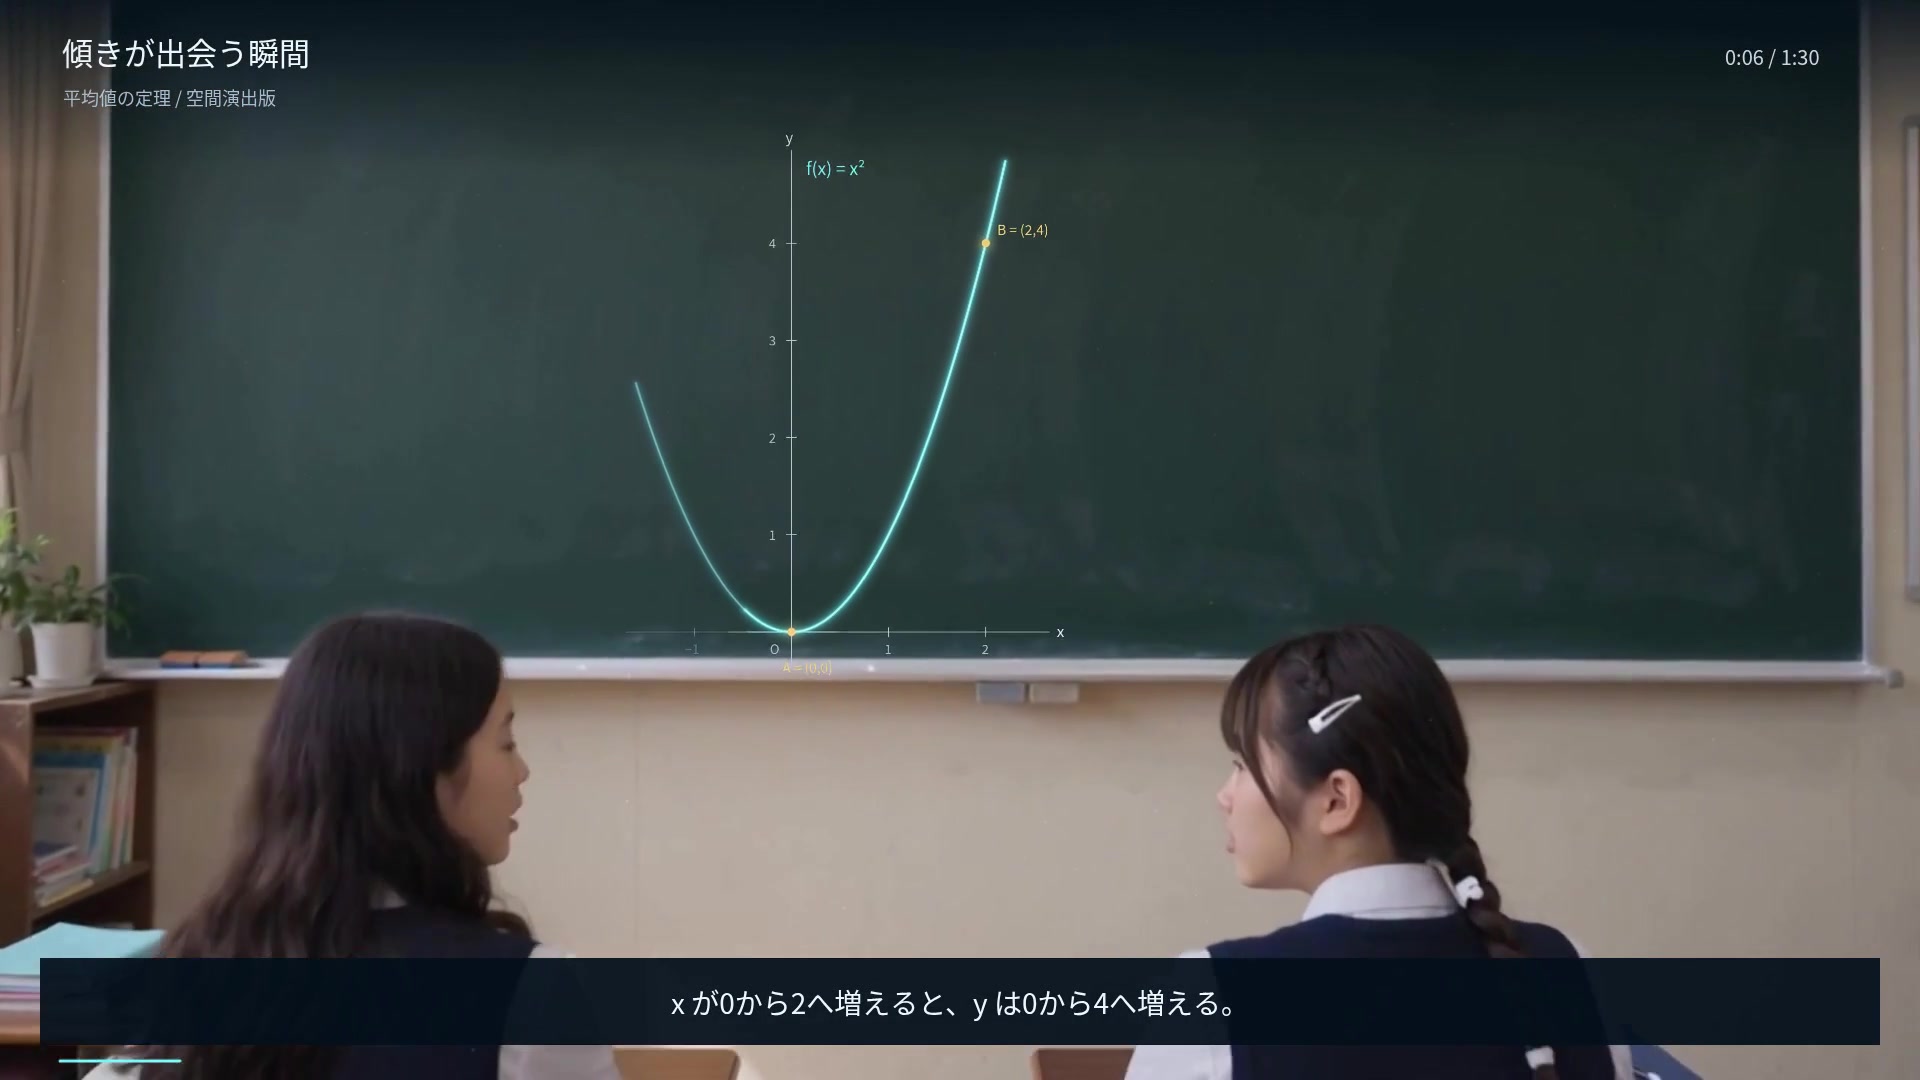 傾きが出会う瞬間
平均値の定理 / 空間演出版
0:06 / 1:30
y
f(x) = x²
B = (2,4)
4
3
2
1
x
−1
O
1
2
A = (0,0)
x が0から2へ増えると、y は0から4へ増える。